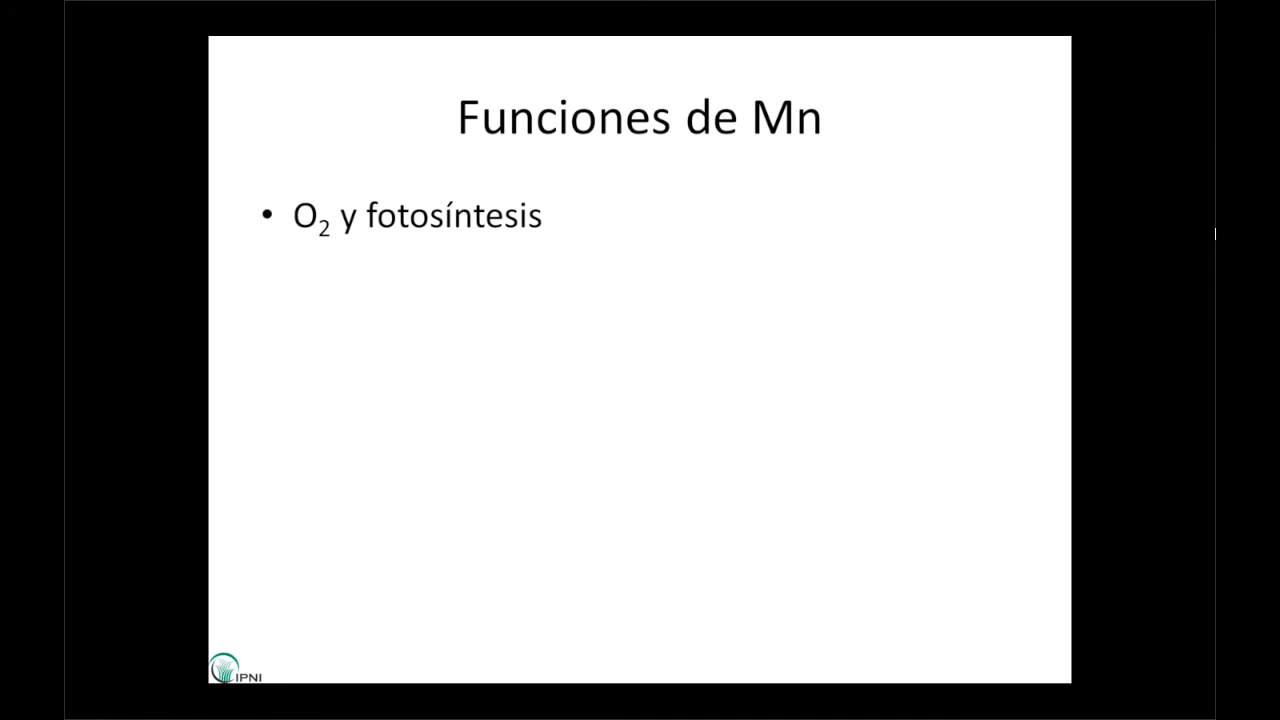 Funciones de Mn
• O₂ y fotosíntesis
IPNI